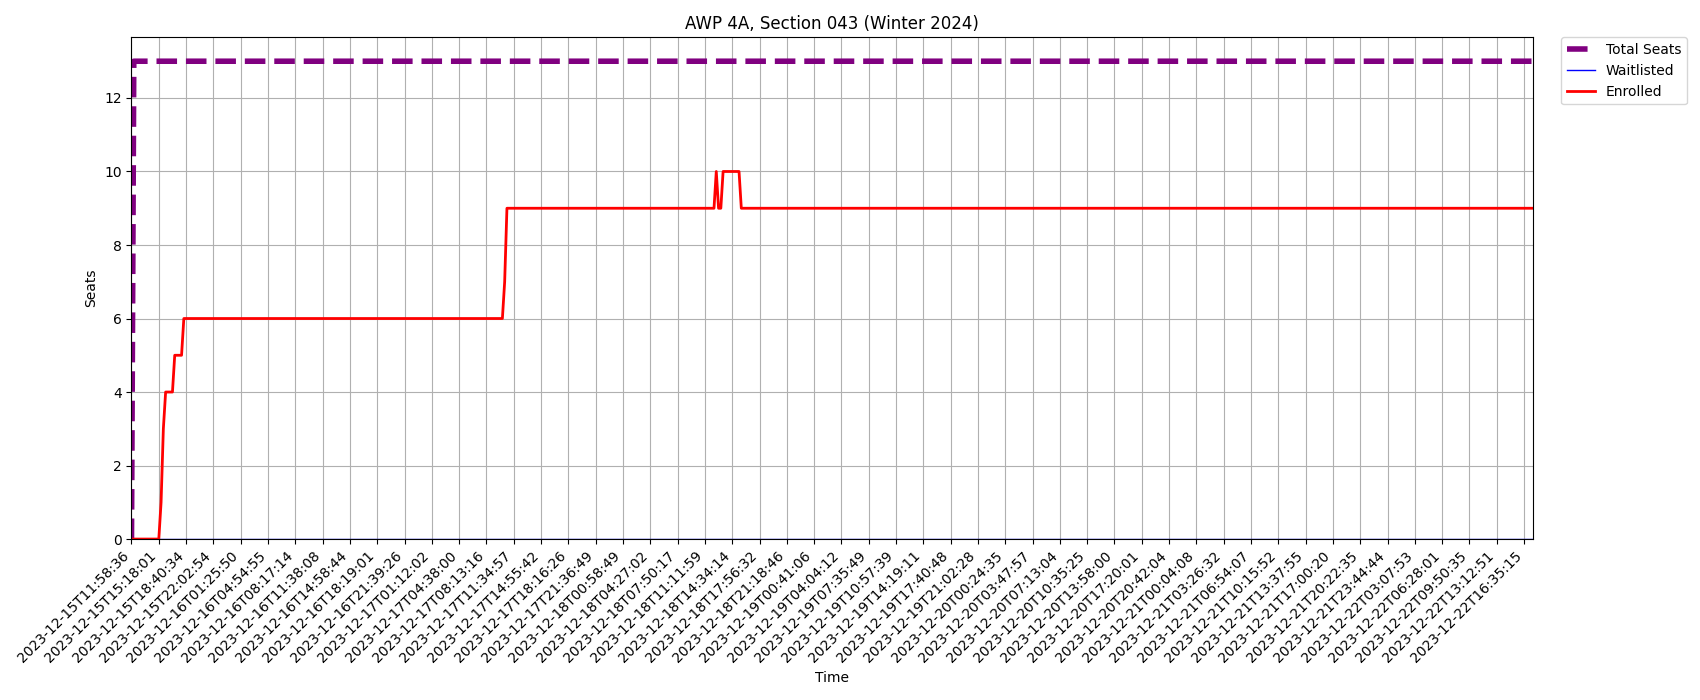 AWP 4A, Section 043 (Winter 2024)
Total Seats
Waitlisted
Enrolled
12
10
8
6
4
2
0
Seats
2023-12-15T11:58:36
2023-12-15T15:18:01
2023-12-15T18:40:34
2023-12-15T22:02:54
2023-12-16T01:25:50
2023-12-16T04:54:55
2023-12-16T08:17:14
2023-12-16T11:38:08
2023-12-16T14:58:44
2023-12-16T18:19:01
2023-12-16T21:39:26
2023-12-17T01:12:02
2023-12-17T04:38:00
2023-12-17T08:13:16
2023-12-17T11:34:57
2023-12-17T14:55:42
2023-12-17T18:16:26
2023-12-17T21:36:49
2023-12-18T00:58:49
2023-12-18T04:27:02
2023-12-18T07:50:17
2023-12-18T11:11:59
2023-12-18T14:34:14
2023-12-18T17:56:32
2023-12-18T21:18:46
2023-12-19T00:41:06
2023-12-19T04:04:12
2023-12-19T07:35:49
2023-12-19T10:57:39
2023-12-19T14:19:11
2023-12-19T17:40:48
2023-12-19T21:02:28
2023-12-20T00:24:35
2023-12-20T03:47:57
2023-12-20T07:13:04
2023-12-20T10:35:25
2023-12-20T13:58:00
2023-12-20T17:20:01
2023-12-20T20:42:04
2023-12-21T00:04:08
2023-12-21T03:26:32
2023-12-21T06:54:07
2023-12-21T10:15:52
2023-12-21T13:37:55
2023-12-21T17:00:20
2023-12-21T20:22:35
2023-12-21T23:44:44
2023-12-22T03:07:53
2023-12-22T06:28:01
2023-12-22T09:50:35
2023-12-22T13:12:51
2023-12-22T16:35:15
Time